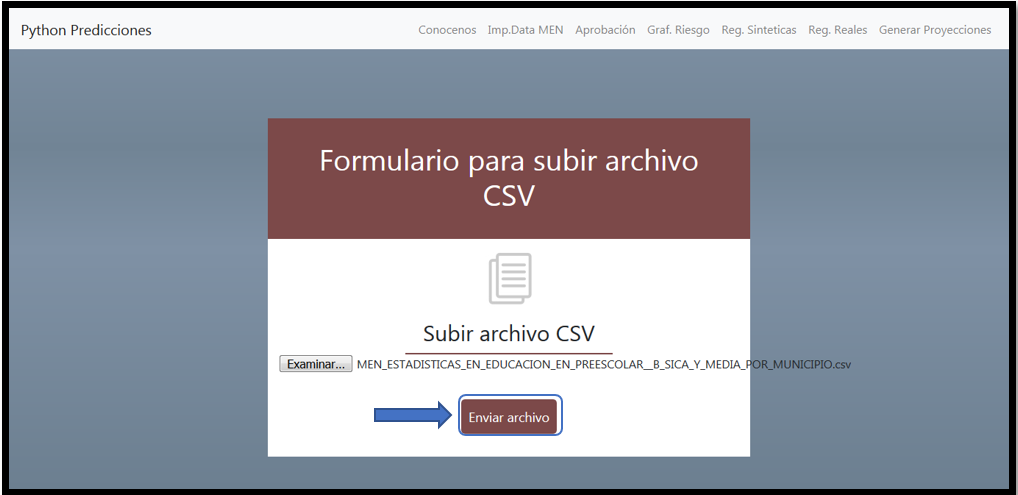 Python Predicciones
Conocenos Imp.Data MEN Aprobación Graf. Riesgo Reg. Sinteticas Reg. Reales Generar Proyecciones
Formulario para subir archivo
CSV
Subir archivo CSV
Examinar... MEN_ESTADISTICAS_EN_EDUCACION_EN_PREESCOLAR__B_SICA_Y_MEDIA_POR_MUNICIPIO.csv
Enviar archivo